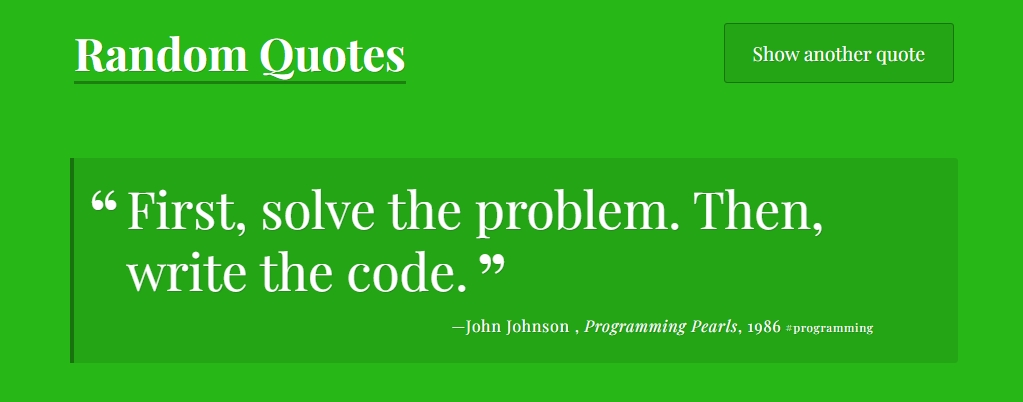 Random Quotes
Show another quote
“ First, solve the problem. Then,
write the code. ”
—John Johnson , Programming Pearls, 1986 #programming